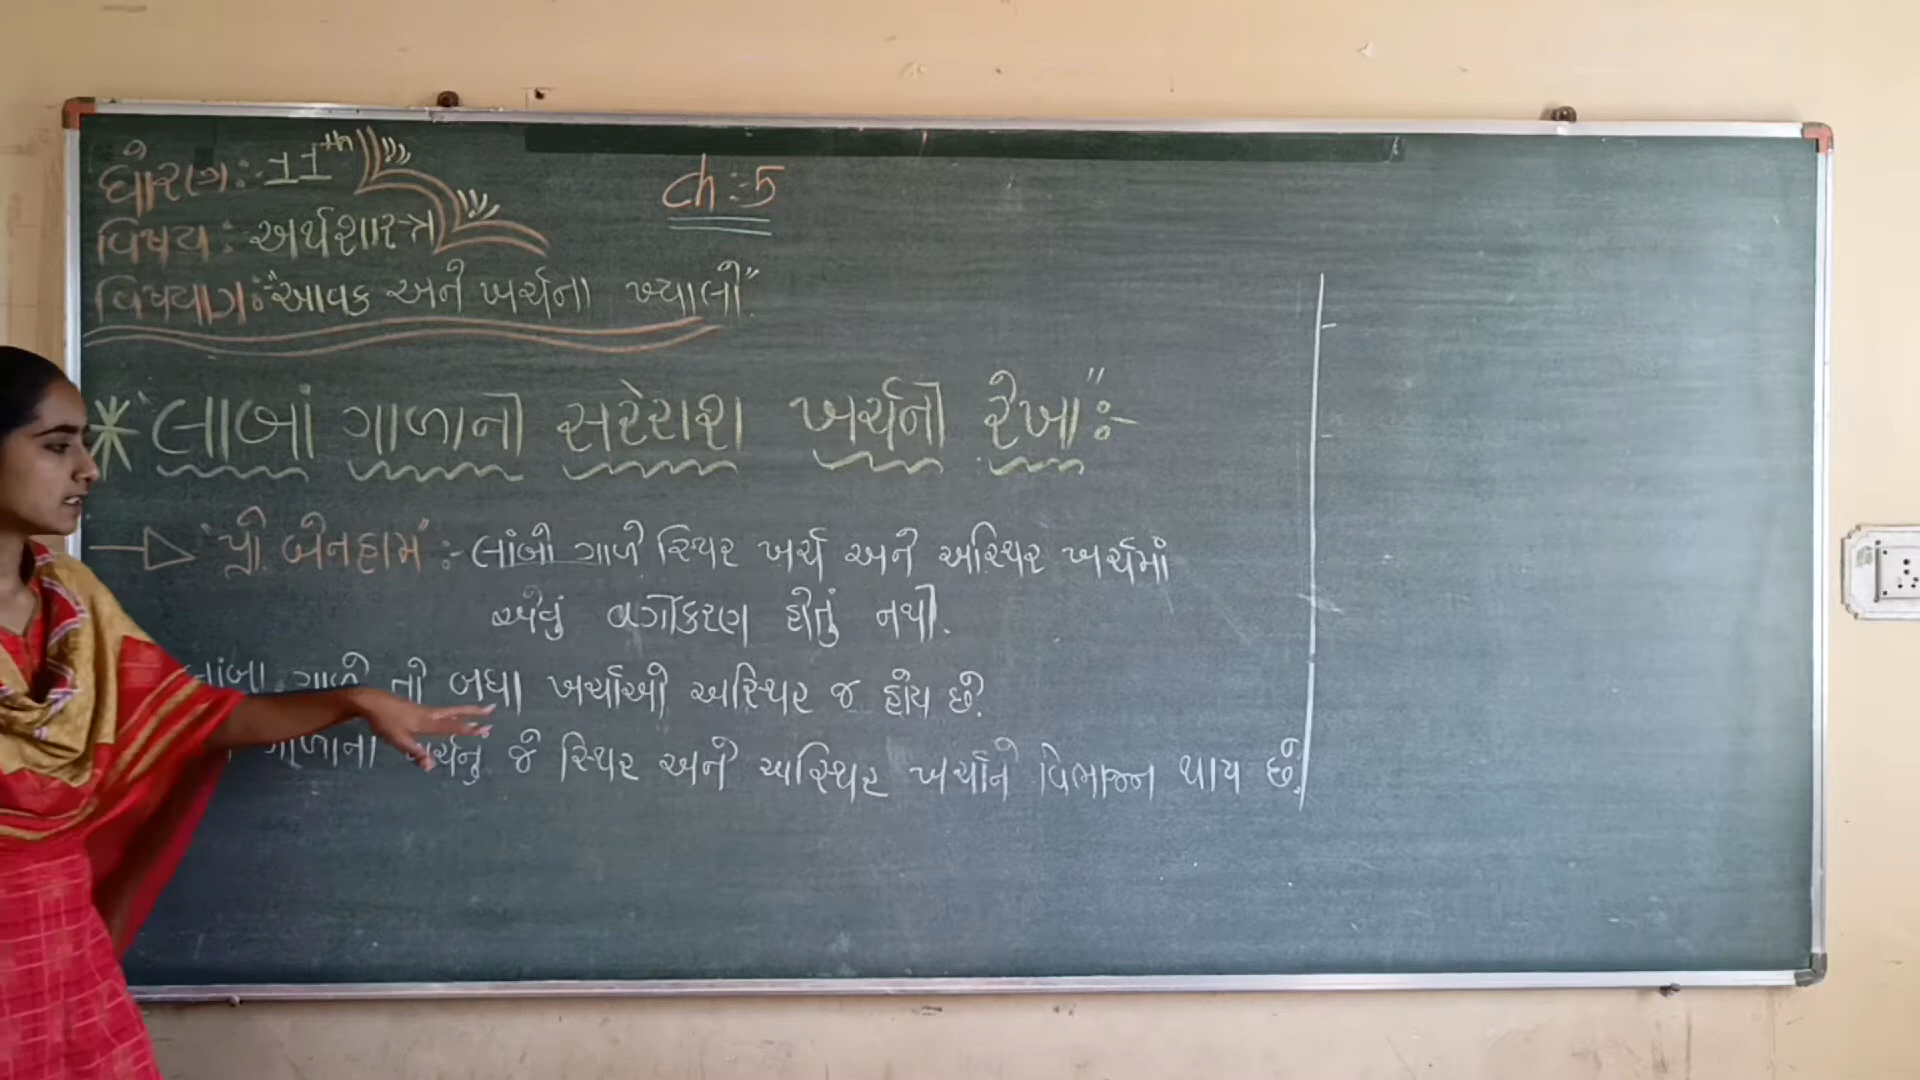 ધોરણ:- 11th
Ch:-5
વિષય: અર્થશાસ્ત્ર
વિષયાગ:- "આવક અને ખર્ચના ખ્યાલો"
* "લાબાં ગાળાની સરેરાશ ખર્ચની રેખા":-
"પ્રો બેનહામ":- લાંબો ગાળે સ્થિર ખર્ચ અને અસ્થિર ખર્ચમાં
એવું વર્ગીકરણ હોતું નથી.
લાંબા ગાળે તો બધા ખર્ચાઓ અસ્થિર જ હોય છે.
ગાળાના ખર્ચનું જ સ્થિર અને અસ્થિર ખર્ચાને વિભાજન થાય છે.